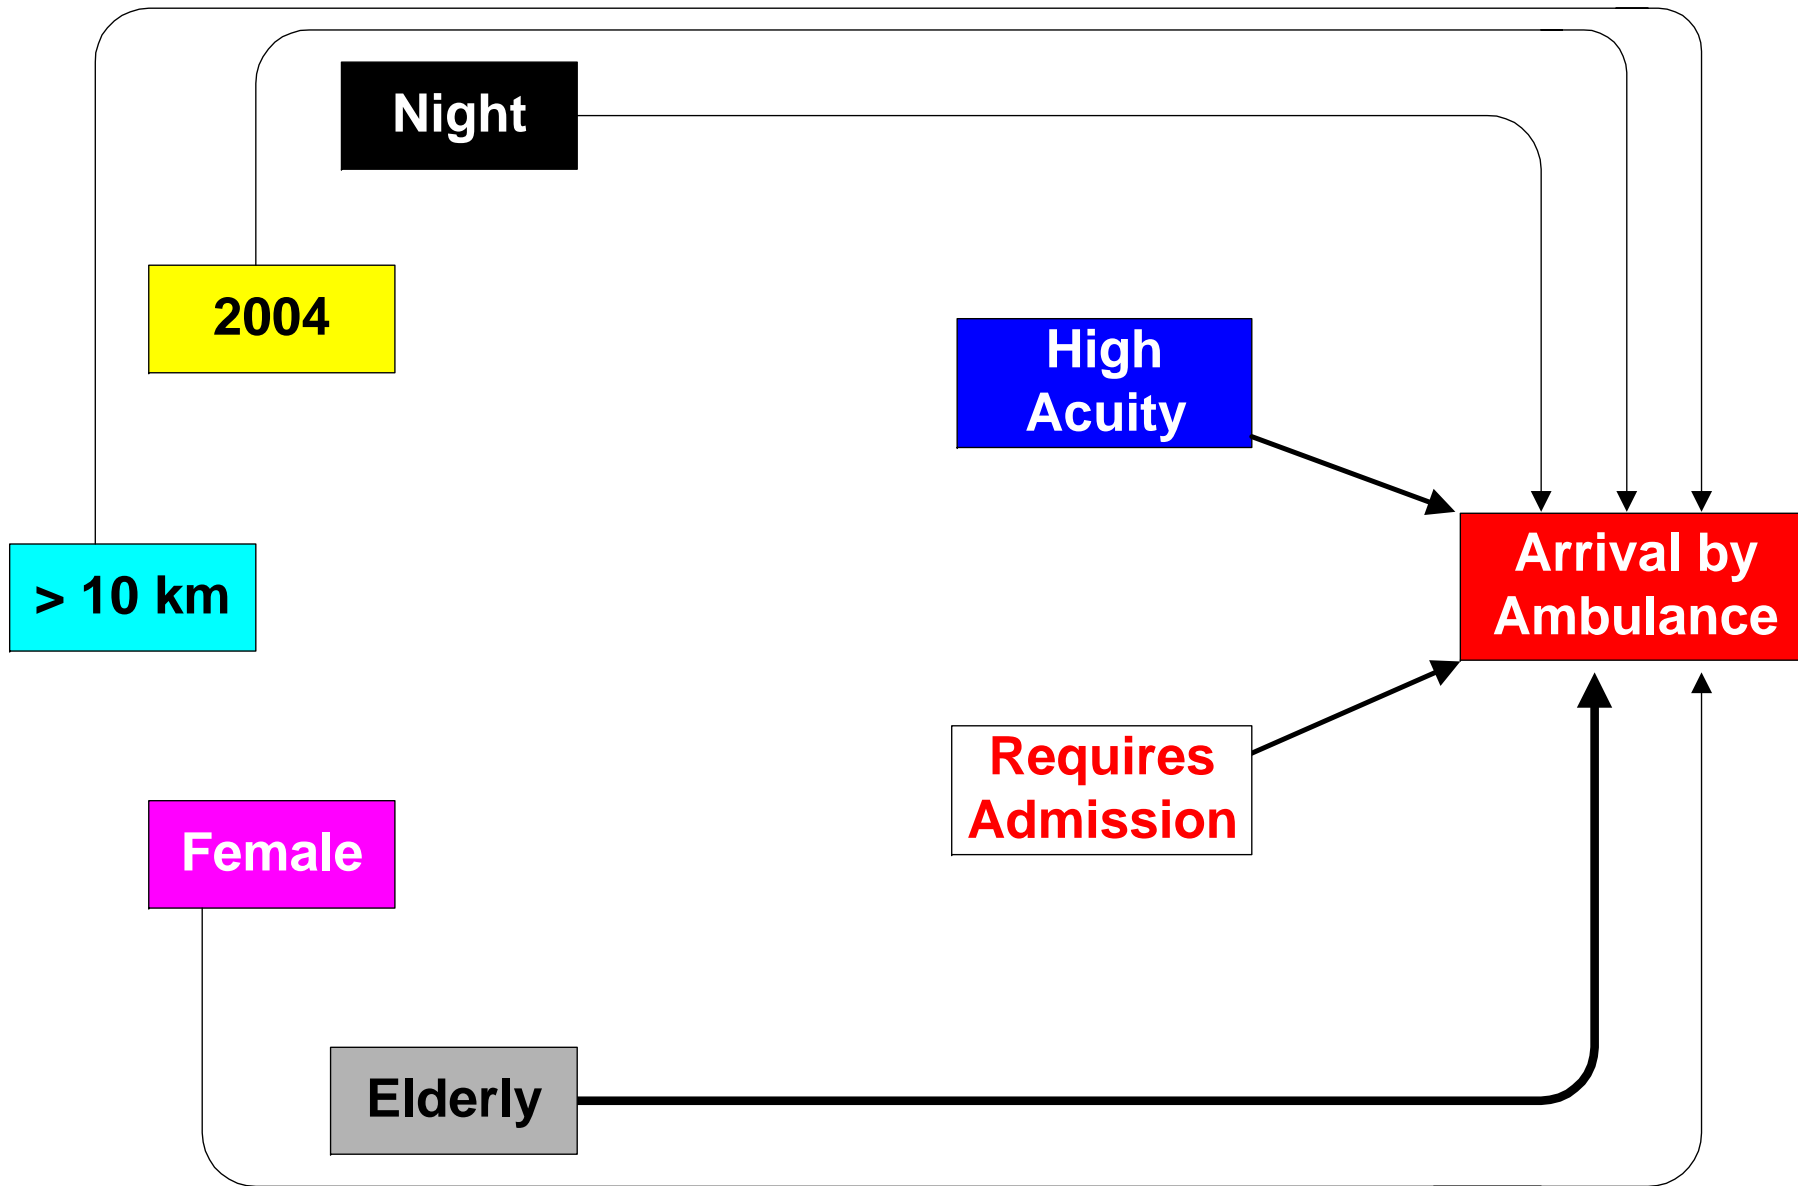 Night
2004
High
Acuity
Arrival by
Ambulance
> 10 km
Requires
Admission
Female
Elderly